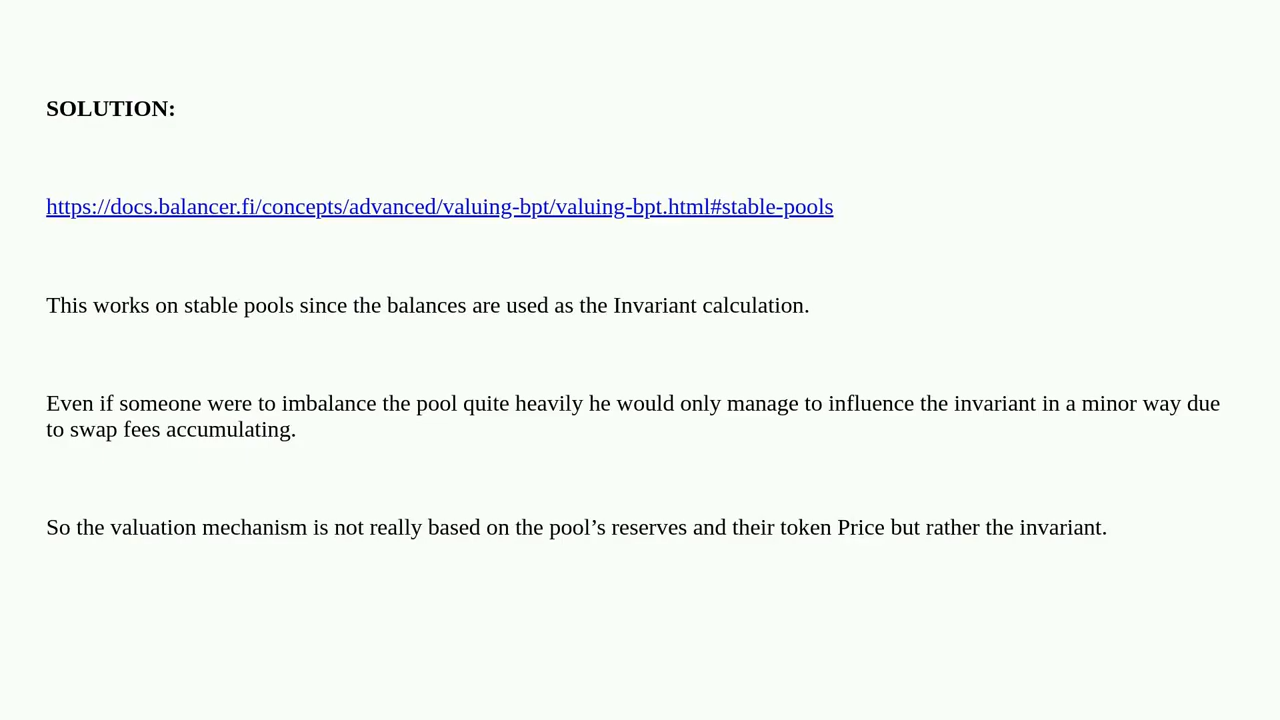 SOLUTION:
https://docs.balancer.fi/concepts/advanced/valuing-bpt/valuing-bpt.html#stable-pools
This works on stable pools since the balances are used as the Invariant calculation.
Even if someone were to imbalance the pool quite heavily he would only manage to influence the invariant in a minor way due
to swap fees accumulating.
So the valuation mechanism is not really based on the pool’s reserves and their token Price but rather the invariant.